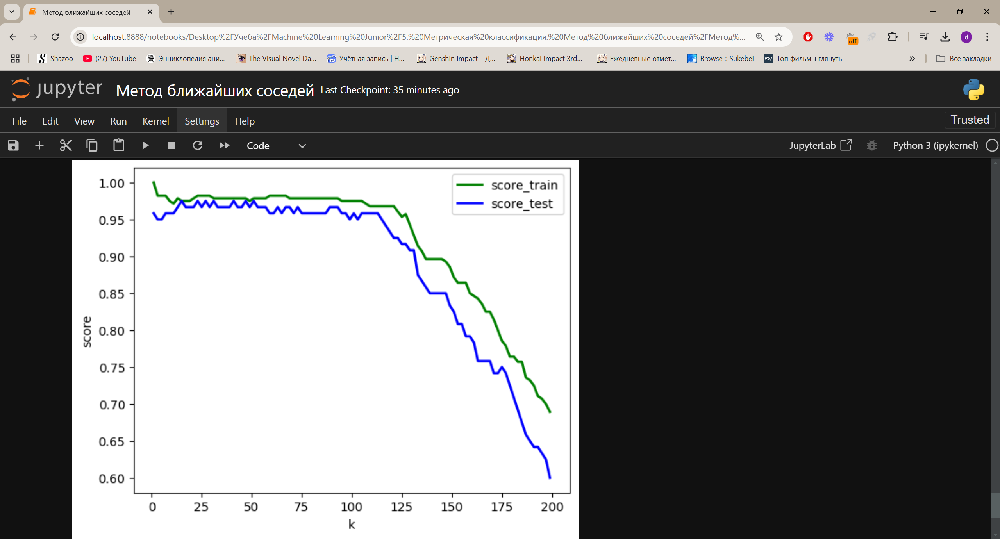 Метод ближайших соседей
localhost:8888/notebooks/Desktop%2FУчеба%2FMachine%20Learning%20Junior%2F5.%20Метрическая%20классификация.%20Метод%20ближайших%20соседей%2FМетод%...
off
d
Shazoo
(27) YouTube
Энциклопедия ани...
The Visual Novel Da...
Учётная запись | H...
Genshin Impact – Д...
Honkai Impact 3rd...
Ежедневные отмет...
Browse :: Sukebei
Топ фильмы глянуть
Все закладки
jupyter
Метод ближайших соседей
Last Checkpoint: 35 minutes ago
File
Edit
View
Run
Kernel
Settings
Help
Trusted
Code
JupyterLab
Python 3 (ipykernel)
score_train
score_test
1.00
0.95
0.90
0.85
0.80
0.75
0.70
0.65
0.60
score
0
25
50
75
100
125
150
175
200
k